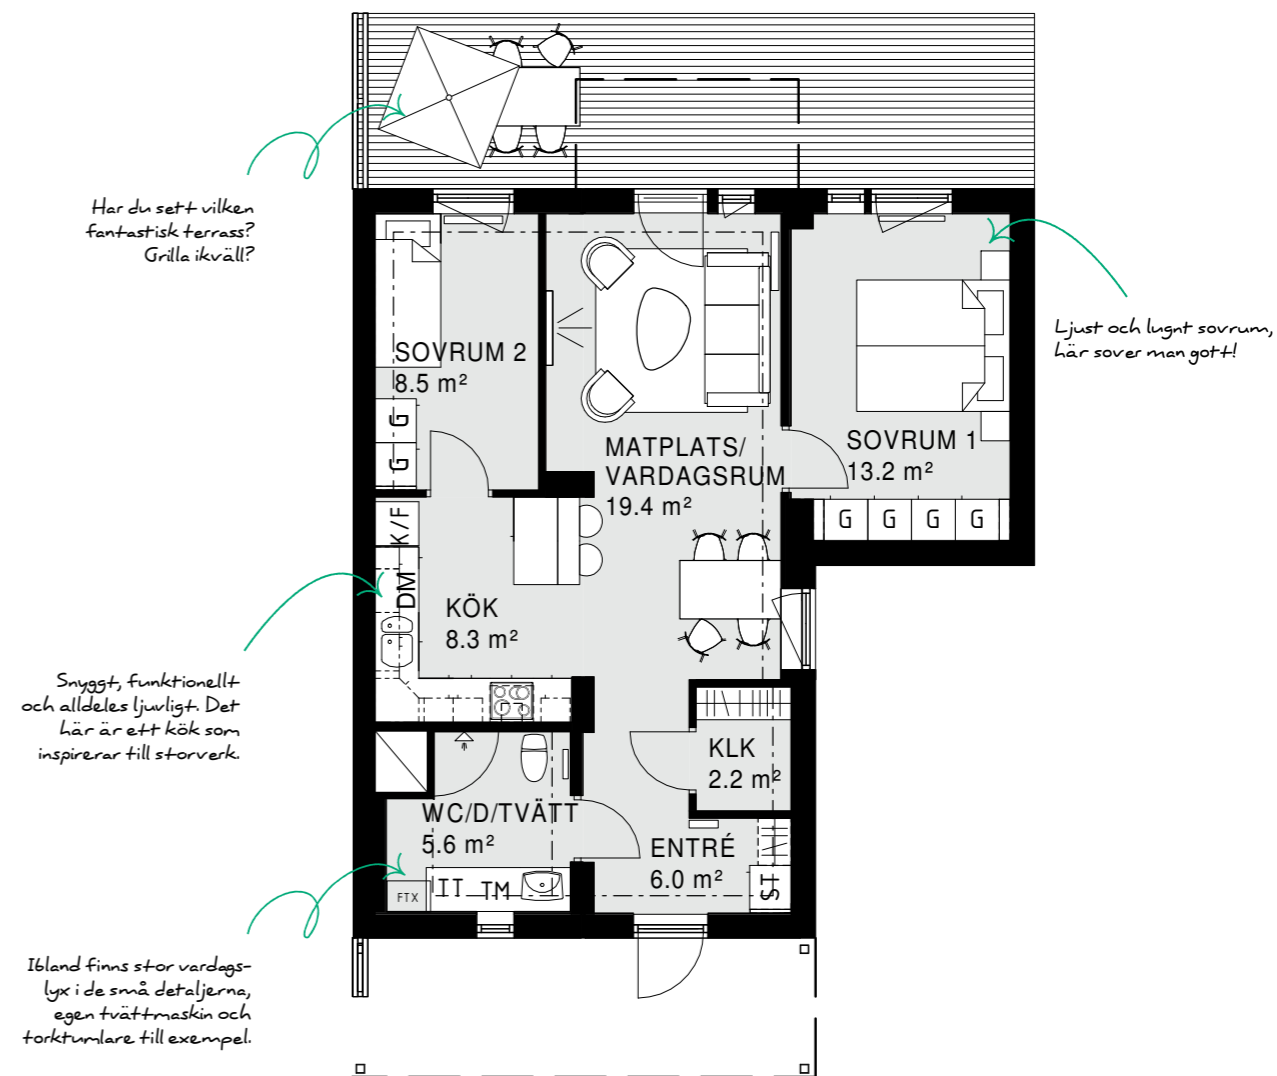 Har du sett vilken
fantastisk terrass?
Grilla ikväll?
Ljust och lugnt sovrum,
här sover man gott!
SOVRUM 2
8.5 m²
G
G
MATPLATS/
VARDAGSRUM
19.4 m²
SOVRUM 1
13.2 m²
G
G
G
G
K/F
DM
KÖK
8.3 m²
Snyggt, funktionellt
och alldeles ljuvligt. Det
här är ett kök som
inspirerar till storverk.
KLK
2.2 m²
WC/D/TVÄTT
5.6 m²
ENTRÉ
6.0 m²
FTX
TT
TM
ST
Ibland finns stor vardags-
lyx i de små detaljerna,
egen tvättmaskin och
torktumlare till exempel.